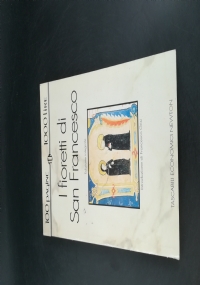 100 PAGINE 1000 LIRE
I fioretti di
San Francesco
TASCABILI ECONOMICI NEWTON